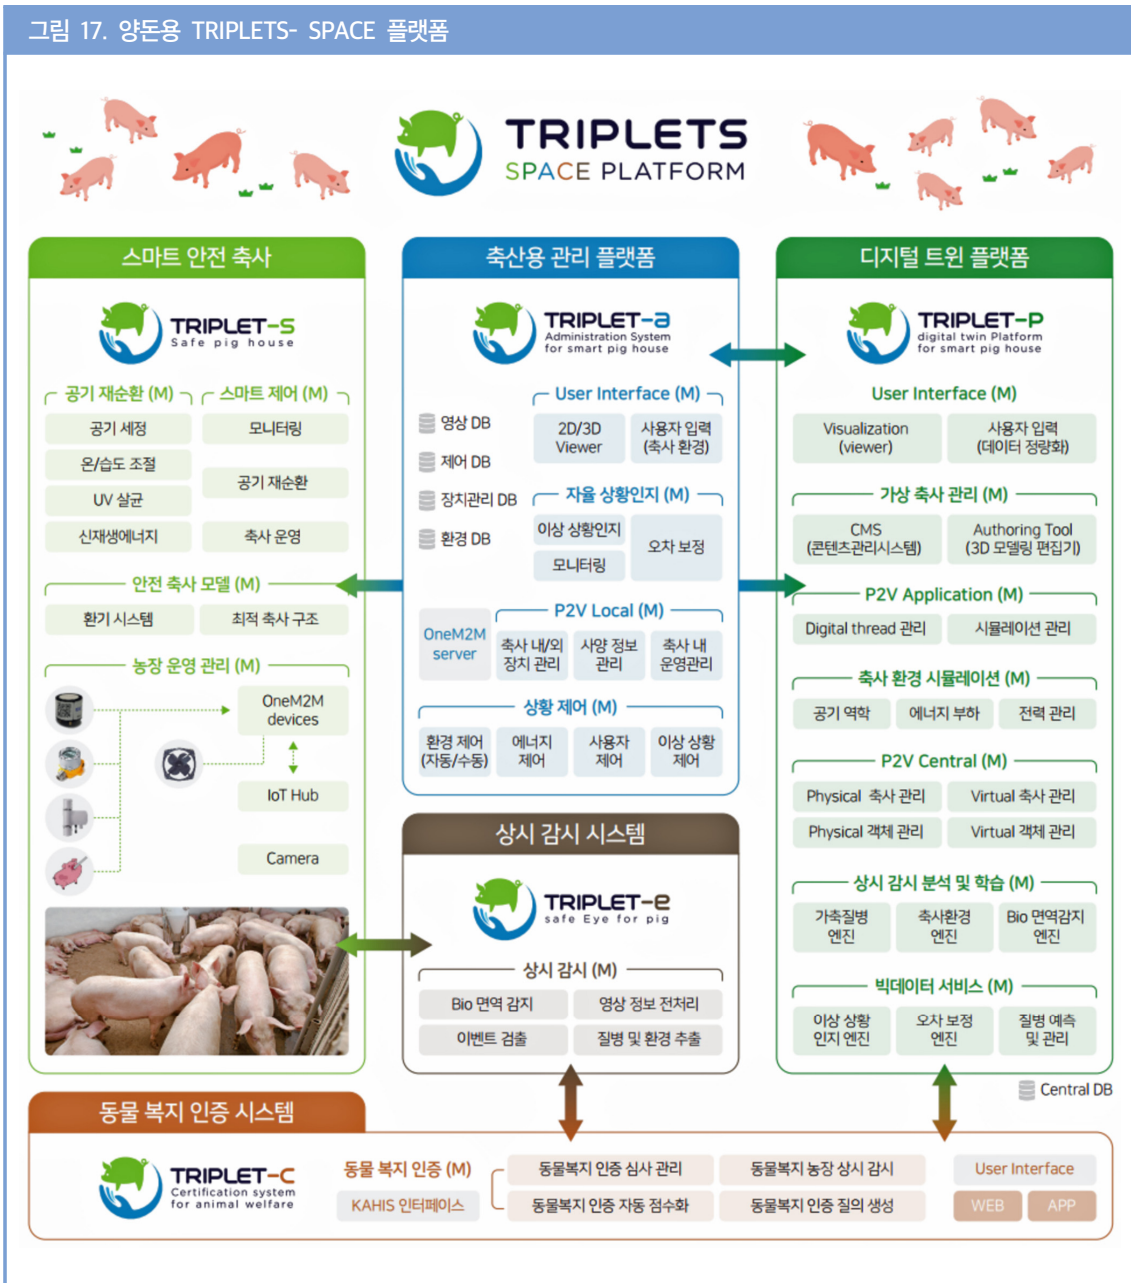 그림 17. 양돈용 TRIPLETS- SPACE 플랫폼
TRIPLETS
SPACE PLATFORM
스마트 안전 축사
TRIPLET-S
Safe pig house
공기 재순환 (M)
스마트 제어 (M)
공기 세정
모니터링
온/습도 조절
공기 재순환
UV 살균
신재생에너지
축사 운영
안전 축사 모델 (M)
환기 시스템
최적 축사 구조
농장 운영 관리 (M)
OneM2M
devices
IoT Hub
Camera
축산용 관리 플랫폼
TRIPLET-a
Administration System
for smart pig house
영상 DB
제어 DB
장치관리 DB
환경 DB
User Interface (M)
2D/3D
Viewer
사용자 입력
(축사 환경)
자율 상황인지 (M)
이상 상황인지
모니터링
오차 보정
OneM2M
server
P2V Local (M)
축사 내/외
장치 관리
사양 정보
관리
축사 내
운영관리
상황 제어 (M)
환경 제어
(자동/수동)
에너지
제어
사용자
제어
이상 상황
제어
상시 감시 시스템
TRIPLET-e
safe Eye for pig
상시 감시 (M)
Bio 면역 감지
영상 정보 전처리
이벤트 검출
질병 및 환경 추출
디지털 트윈 플랫폼
TRIPLET-P
digital twin Platform
for smart pig house
User Interface (M)
Visualization
(viewer)
사용자 입력
(데이터 정량화)
가상 축사 관리 (M)
CMS
(콘텐츠관리시스템)
Authoring Tool
(3D 모델링 편집기)
P2V Application (M)
Digital thread 관리
시뮬레이션 관리
축사 환경 시뮬레이션 (M)
공기 역학
에너지 부하
전력 관리
P2V Central (M)
Physical 축사 관리
Virtual 축사 관리
Physical 객체 관리
Virtual 객체 관리
상시 감시 분석 및 학습 (M)
가축질병
엔진
축사환경
엔진
Bio 면역감지
엔진
빅데이터 서비스 (M)
이상 상황
인지 엔진
오차 보정
엔진
질병 예측
및 관리
Central DB
동물 복지 인증 시스템
TRIPLET-C
Certification system
for animal welfare
동물 복지 인증 (M)
KAHIS 인터페이스
동물복지 인증 심사 관리
동물복지 농장 상시 감시
동물복지 인증 자동 점수화
동물복지 인증 질의 생성
User Interface
WEB
APP